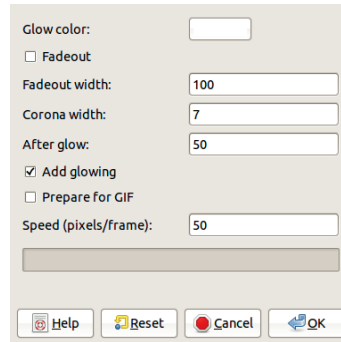 Glow color:
Fadeout
Fadeout width: 100
Corona width: 7
After glow: 50
Add glowing
Prepare for GIF
Speed (pixels/frame): 50
Help Reset Cancel OK